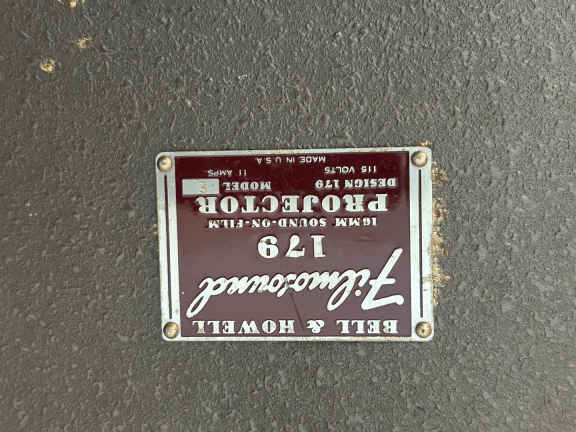 BELL & HOWELL
Filmosound
179
16MM SOUND-ON-FILM
PROJECTOR
DESIGN 179 MODEL
115 VOLTS 11 AMPS.
MADE IN U.S.A.